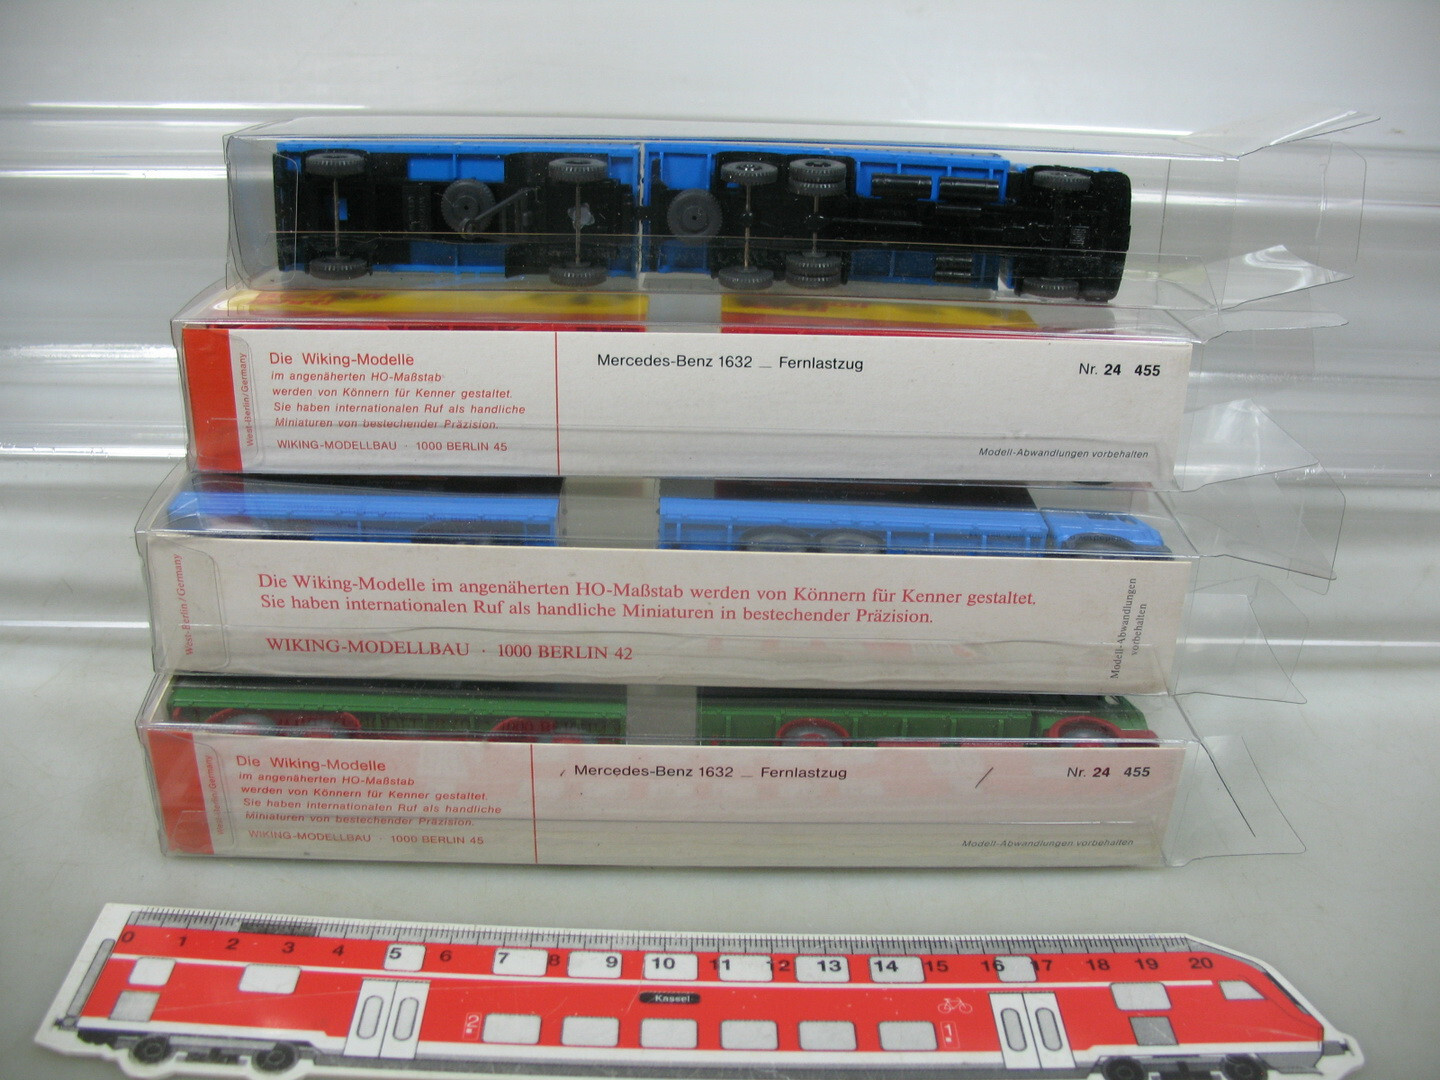 West-Berlin/Germany
Die Wiking-Modelle
im angenäherten HO-Maßstab
werden von Könnern für Kenner gestaltet.
Sie haben internationalen Ruf als handliche
Miniaturen von bestechender Präzision.
WIKING-MODELLBAU · 1000 BERLIN 45
Mercedes-Benz 1632 _ Fernlastzug
Nr. 24 455
Modell-Abwandlungen vorbehalten
West-Berlin/Germany
Die Wiking-Modelle im angenäherten HO-Maßstab werden von Könnern für Kenner gestaltet.
Sie haben internationalen Ruf als handliche Miniaturen in bestechender Präzision.
WIKING-MODELLBAU · 1000 BERLIN 42
Modell-Abwandlungen
vorbehalten
West-Berlin/Germany
Die Wiking-Modelle
im angenäherten HO-Maßstab
werden von Könnern für Kenner gestaltet.
Sie haben internationalen Ruf als handliche
Miniaturen von bestechender Präzision.
WIKING-MODELLBAU · 1000 BERLIN 45
Mercedes-Benz 1632 _ Fernlastzug
Nr. 24 455
Modell-Abwandlungen vorbehalten
0 1 2 3 4 5 6 7 8 9 10 11 12 13 14 15 16 17 18 19 20
Kassel
2 1